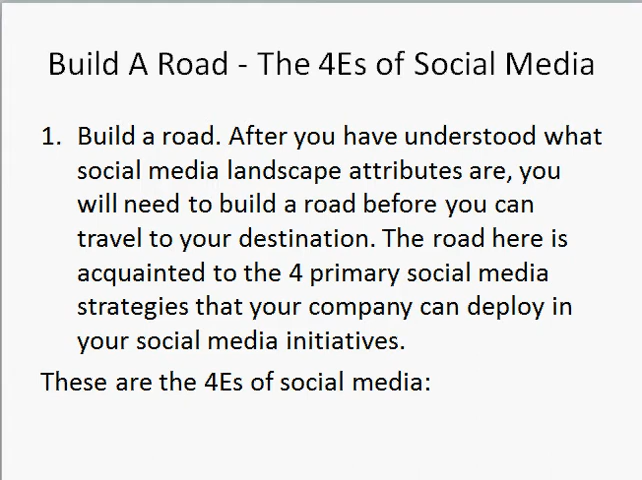 Build A Road - The 4Es of Social Media
1. Build a road. After you have understood what
social media landscape attributes are, you
will need to build a road before you can
travel to your destination. The road here is
acquainted to the 4 primary social media
strategies that your company can deploy in
your social media initiatives.
These are the 4Es of social media: